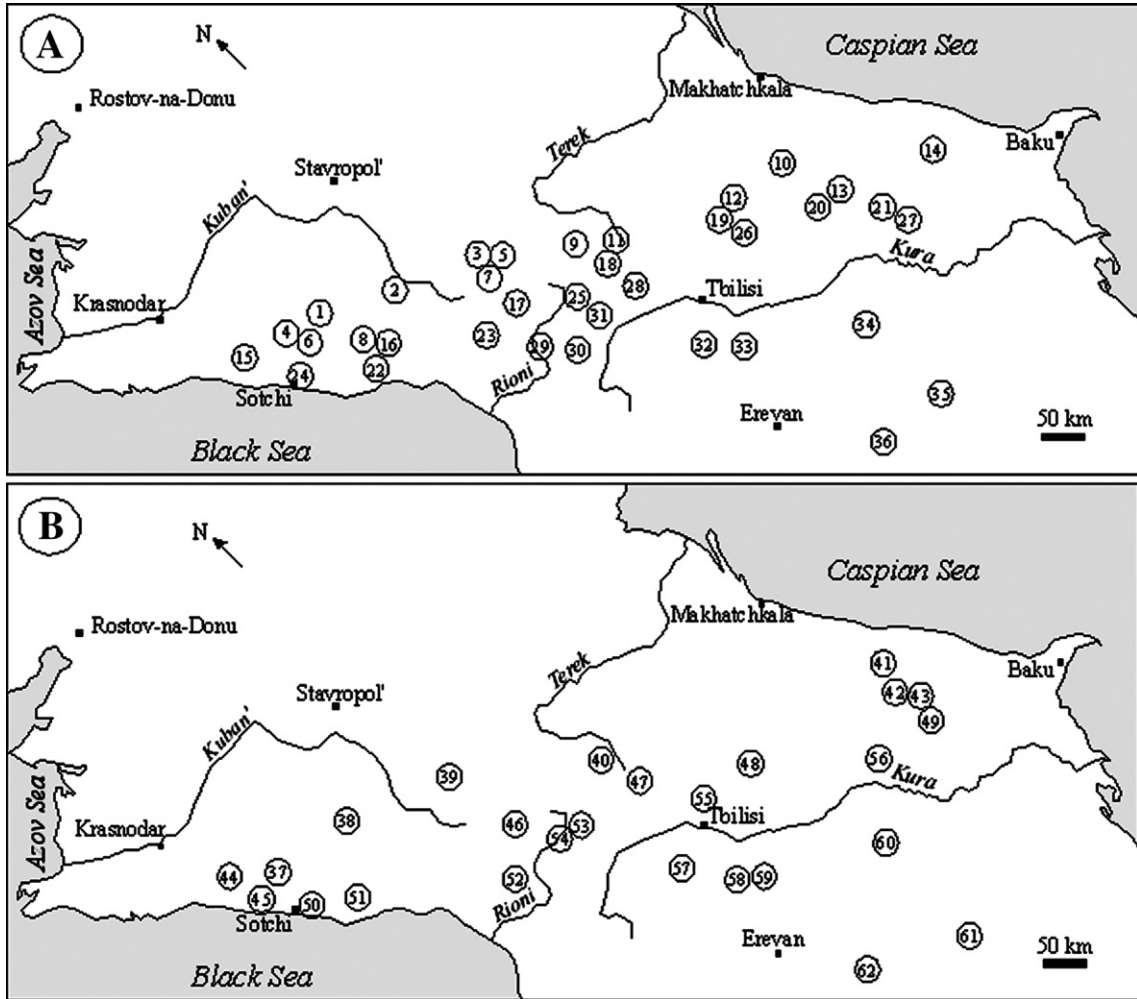 A
N
Caspian Sea
Makhatchkala
Rostov-na-Donu
Terek
Baku
14
10
Stavropol'
13
12
20
21
27
19
26
Kuban'
3
5
9
11
18
Kura
7
28
2
25
Tbilisi
17
31
Azov Sea
Krasnodar
1
34
4
6
23
8
16
29
30
32
33
15
Rioni
22
24
Sotchi
35
Erevan
36
50 km
Black Sea
B
N
Caspian Sea
Makhatchkala
Rostov-na-Donu
41
Baku
Terek
42
43
Stavropol'
49
Kuban'
40
48
56
39
47
Kura
55
38
46
53
Tbilisi
54
Azov Sea
Krasnodar
60
44
37
52
57
58
59
45
50
51
Rioni
Sotchi
61
Erevan
62
50 km
Black Sea